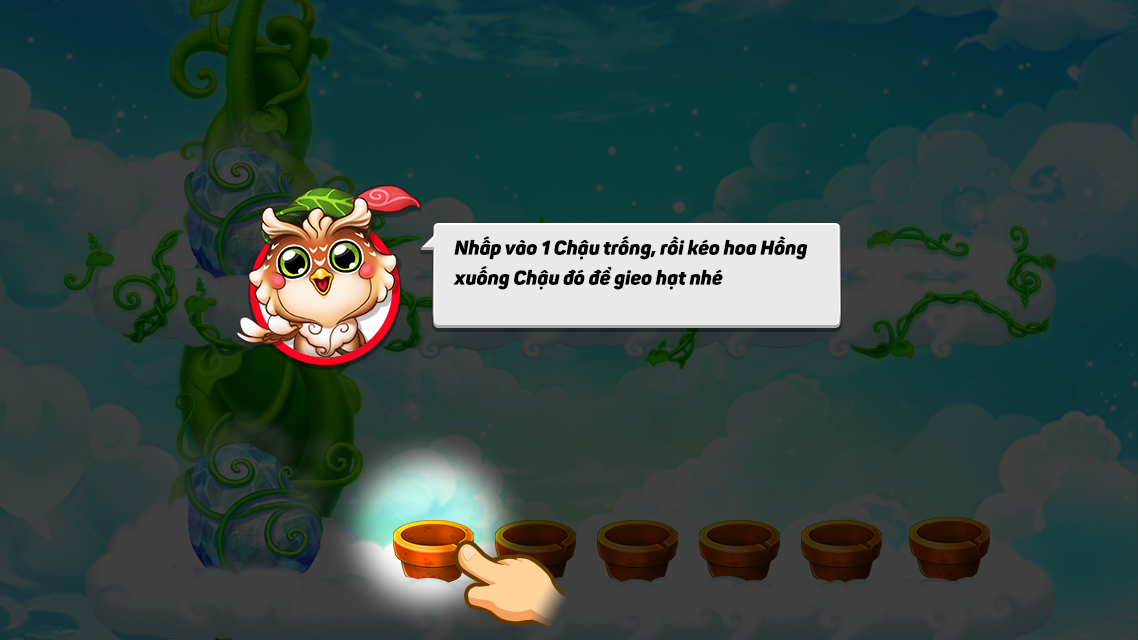 Nhấp vào 1 Chậu trống, rồi kéo hoa Hồng
xuống Chậu đó để gieo hạt nhé